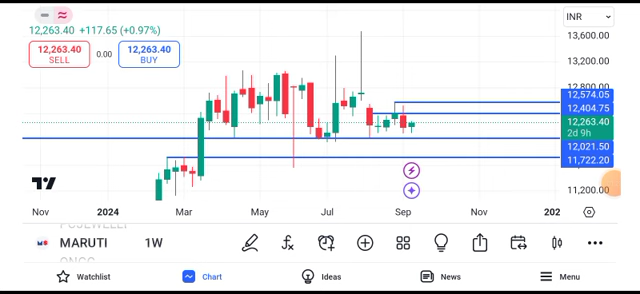 INR
12,263.40 +117.65 (+0.97%)
13,600.00
12,263.40
SELL
0.00
12,263.40
BUY
13,200.00
12,800.00
12,574.05
12,404.75
12,263.40
2d 9h
12,021.50
11,722.20
11,200.00
Nov 2024 Mar May Jul Sep Nov 202
MARUTI 1W
ONGC
Watchlist Chart Ideas News Menu